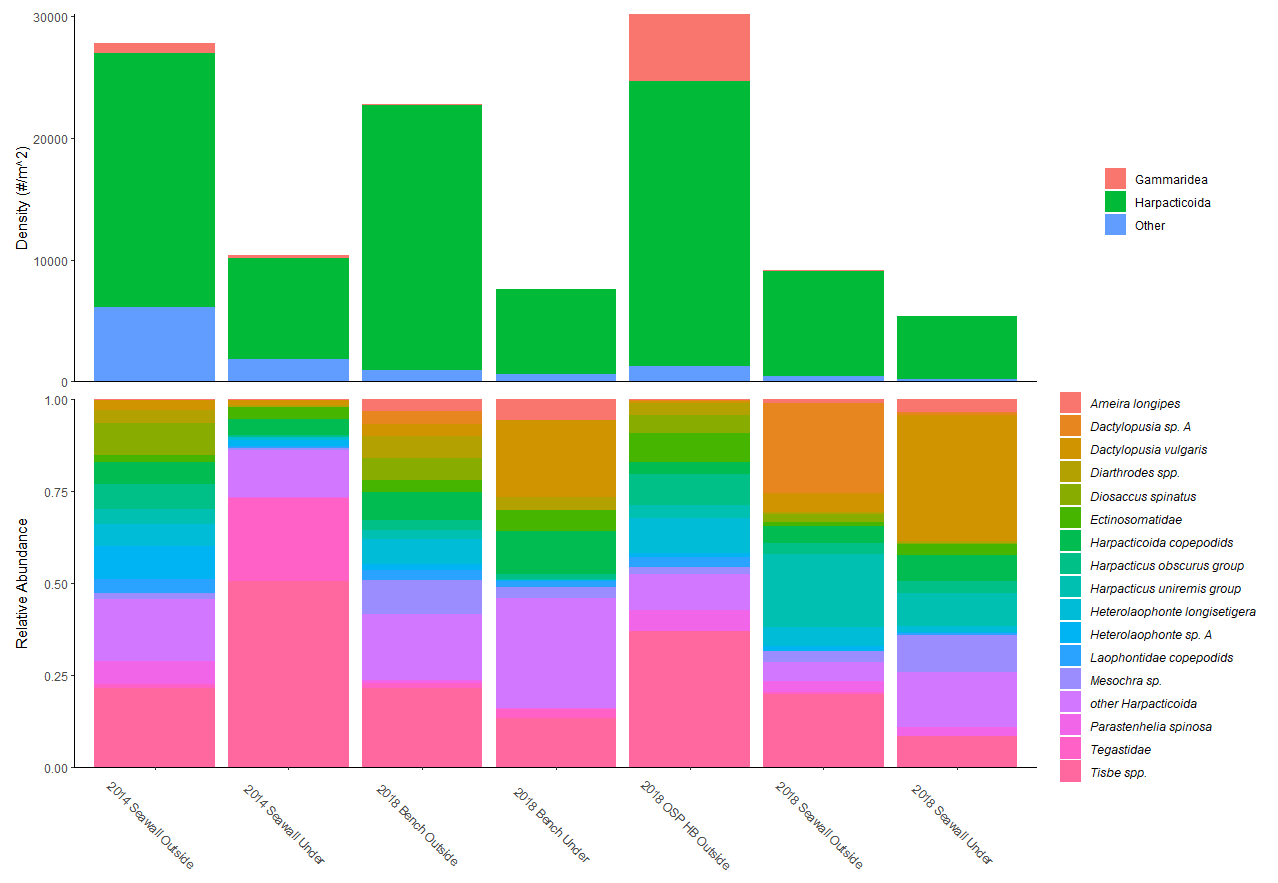 30000
20000
10000
0
Density (#/m^2)
Gammaridea
Harpacticoida
Other
1.00
0.75
0.50
0.25
0.00
Relative Abundance
Ameira longipes
Dactylopusia sp. A
Dactylopusia vulgaris
Diarthrodes spp.
Diosaccus spinatus
Ectinosomatidae
Harpacticoida copepodids
Harpacticus obscurus group
Harpacticus uniremis group
Heterolaophonte longisetigera
Heterolaophonte sp. A
Laophontidae copepodids
Mesochra sp.
other Harpacticoida
Parastenhelia spinosa
Tegastidae
Tisbe spp.
2014 Seawall Outside
2014 Seawall Under
2018 Bench Outside
2018 Bench Under
2018 OSP HB Outside
2018 Seawall Outside
2018 Seawall Under